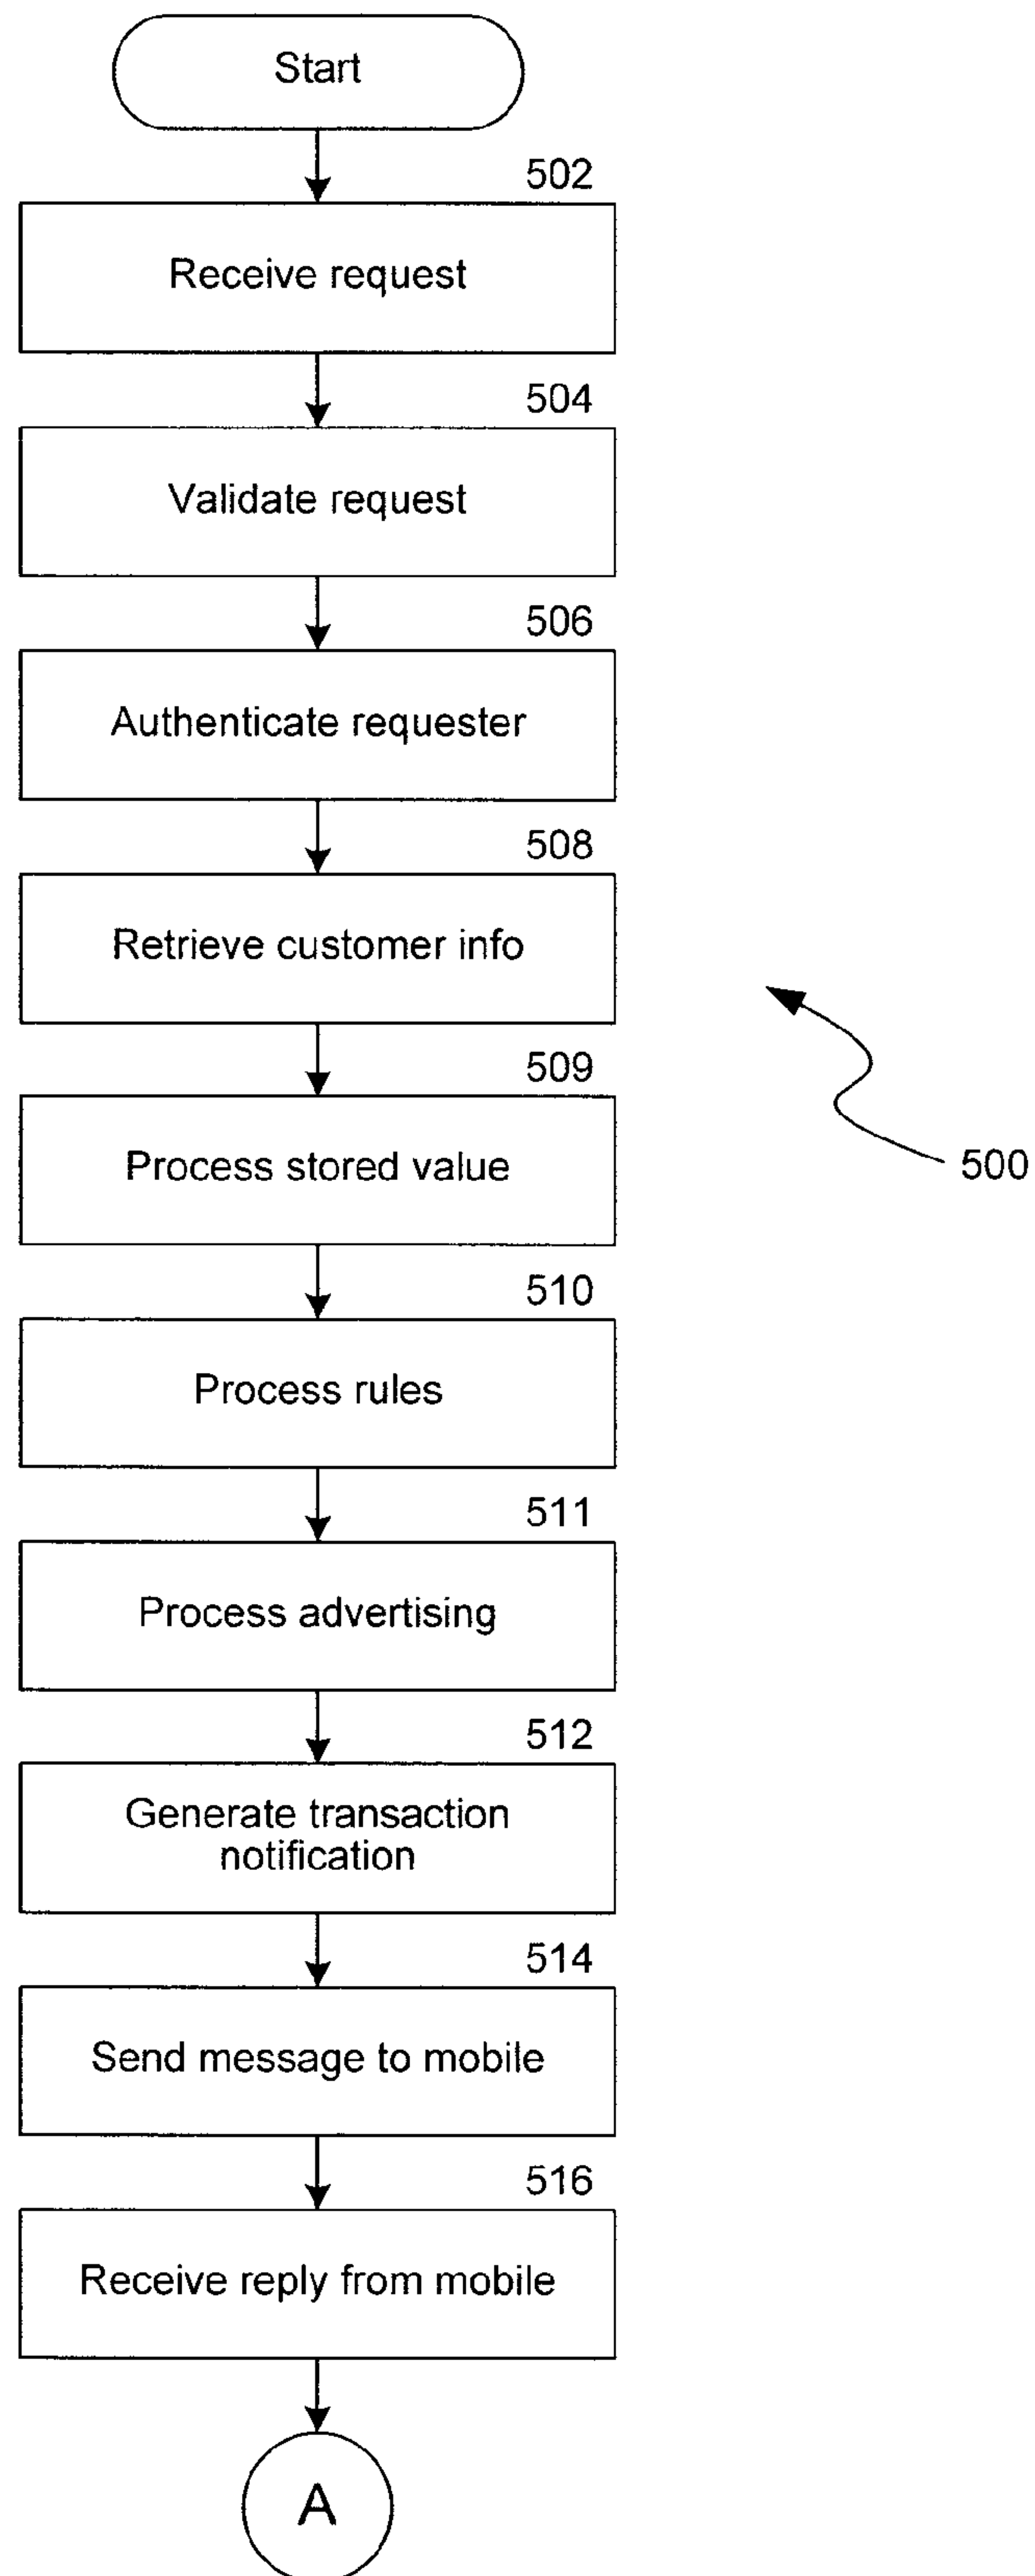 Start
502
Receive request
504
Validate request
506
Authenticate requester
508
Retrieve customer info
509
Process stored value
500
510
Process rules
511
Process advertising
512
Generate transaction
notification
514
Send message to mobile
516
Receive reply from mobile
A